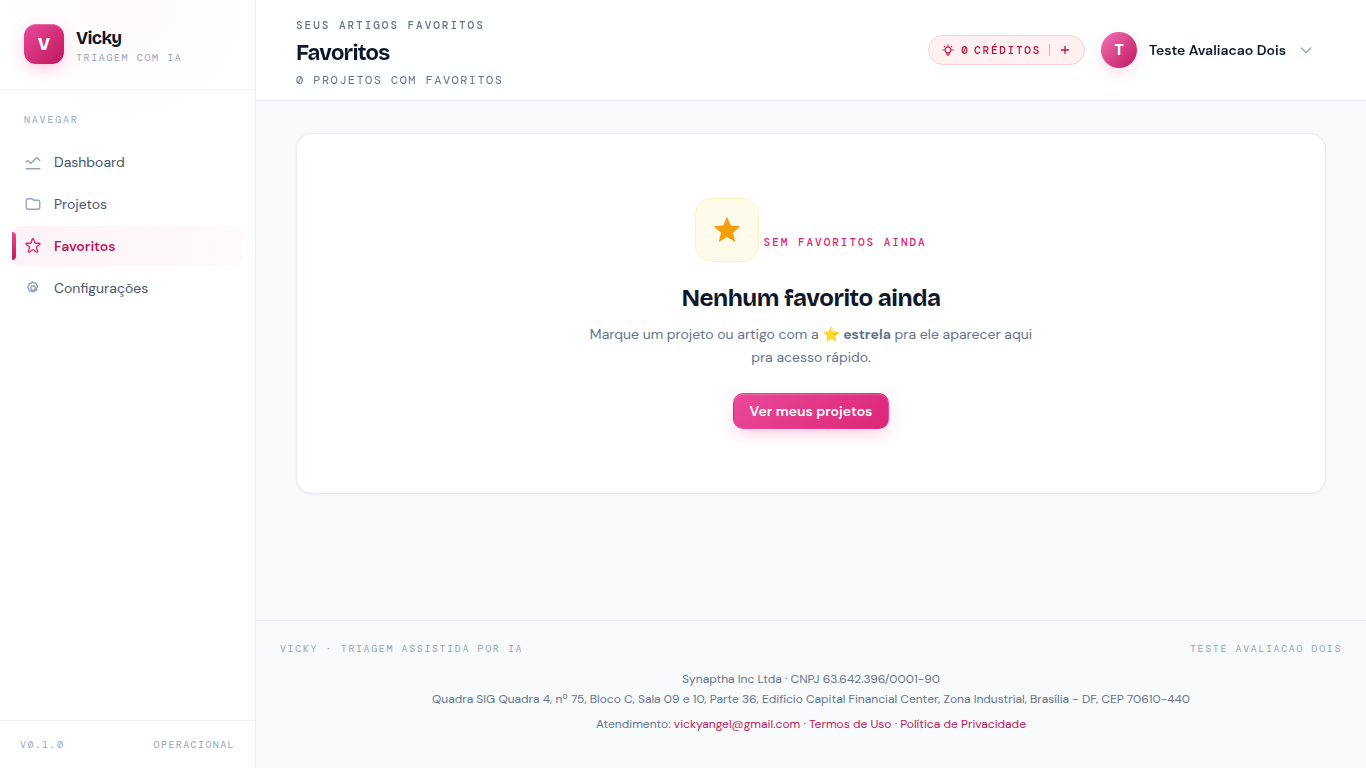 V
Vicky
TRIAGEM COM IA
NAVEGAR
Dashboard
Projetos
Favoritos
Configurações
V0.1.0
OPERACIONAL
SEUS ARTIGOS FAVORITOS
Favoritos
0 PROJETOS COM FAVORITOS
0 CRÉDITOS | +
T
Teste Avaliacao Dois
SEM FAVORITOS AINDA
Nenhum favorito ainda
Marque um projeto ou artigo com a ⭐ estrela pra ele aparecer aqui
pra acesso rápido.
Ver meus projetos
VICKY · TRIAGEM ASSISTIDA POR IA
TESTE AVALIACAO DOIS
Synaptha Inc Ltda · CNPJ 63.642.396/0001-90
Quadra SIG Quadra 4, nº 75, Bloco C, Sala 09 e 10, Parte 36, Edifício Capital Financial Center, Zona Industrial, Brasília - DF, CEP 70610-440
Atendimento: vickyangel@gmail.com · Termos de Uso · Política de Privacidade